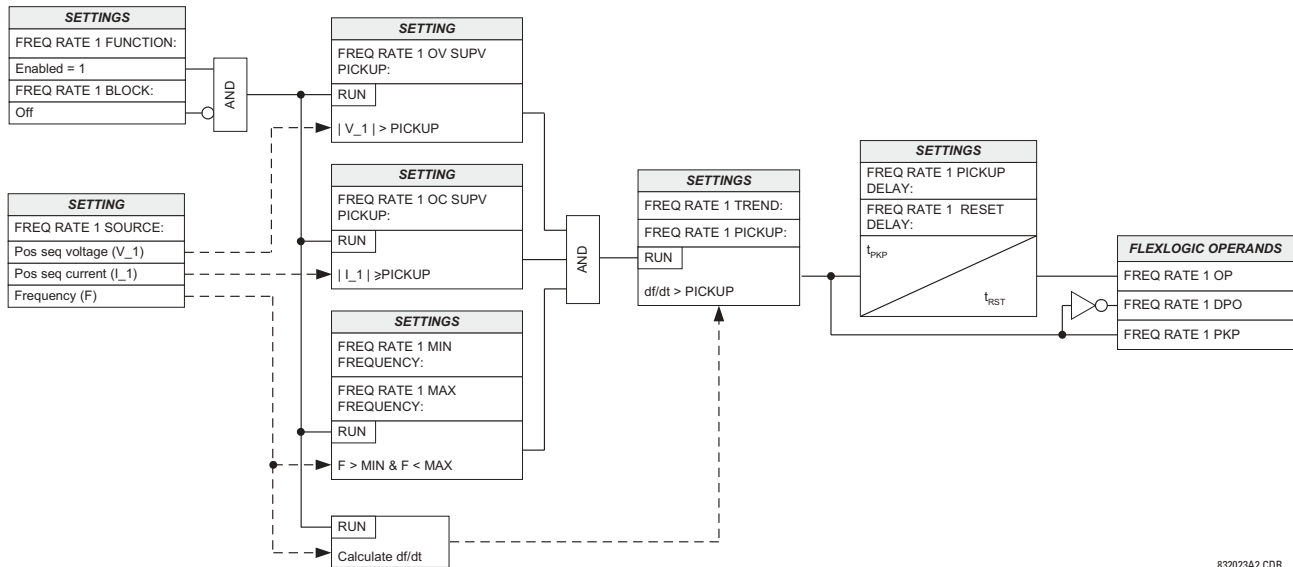 SETTINGS
FREQ RATE 1 FUNCTION:
Enabled = 1
FREQ RATE 1 BLOCK:
Off
AND
SETTING
FREQ RATE 1 SOURCE:
Pos seq voltage (V_1)
Pos seq current (I_1)
Frequency (F)
SETTING
FREQ RATE 1 OV SUPV
PICKUP:
RUN
| V_1 | > PICKUP
SETTING
FREQ RATE 1 OC SUPV
PICKUP:
RUN
| I_1 | >PICKUP
SETTINGS
FREQ RATE 1 MIN
FREQUENCY:
FREQ RATE 1 MAX
FREQUENCY:
RUN
F > MIN & F < MAX
RUN
Calculate df/dt
AND
SETTINGS
FREQ RATE 1 TREND:
FREQ RATE 1 PICKUP:
RUN
df/dt > PICKUP
SETTINGS
FREQ RATE 1 PICKUP
DELAY:
FREQ RATE 1 RESET
DELAY:
tPKP
tRST
FLEXLOGIC OPERANDS
FREQ RATE 1 OP
FREQ RATE 1 DPO
FREQ RATE 1 PKP
832023A2.CDR